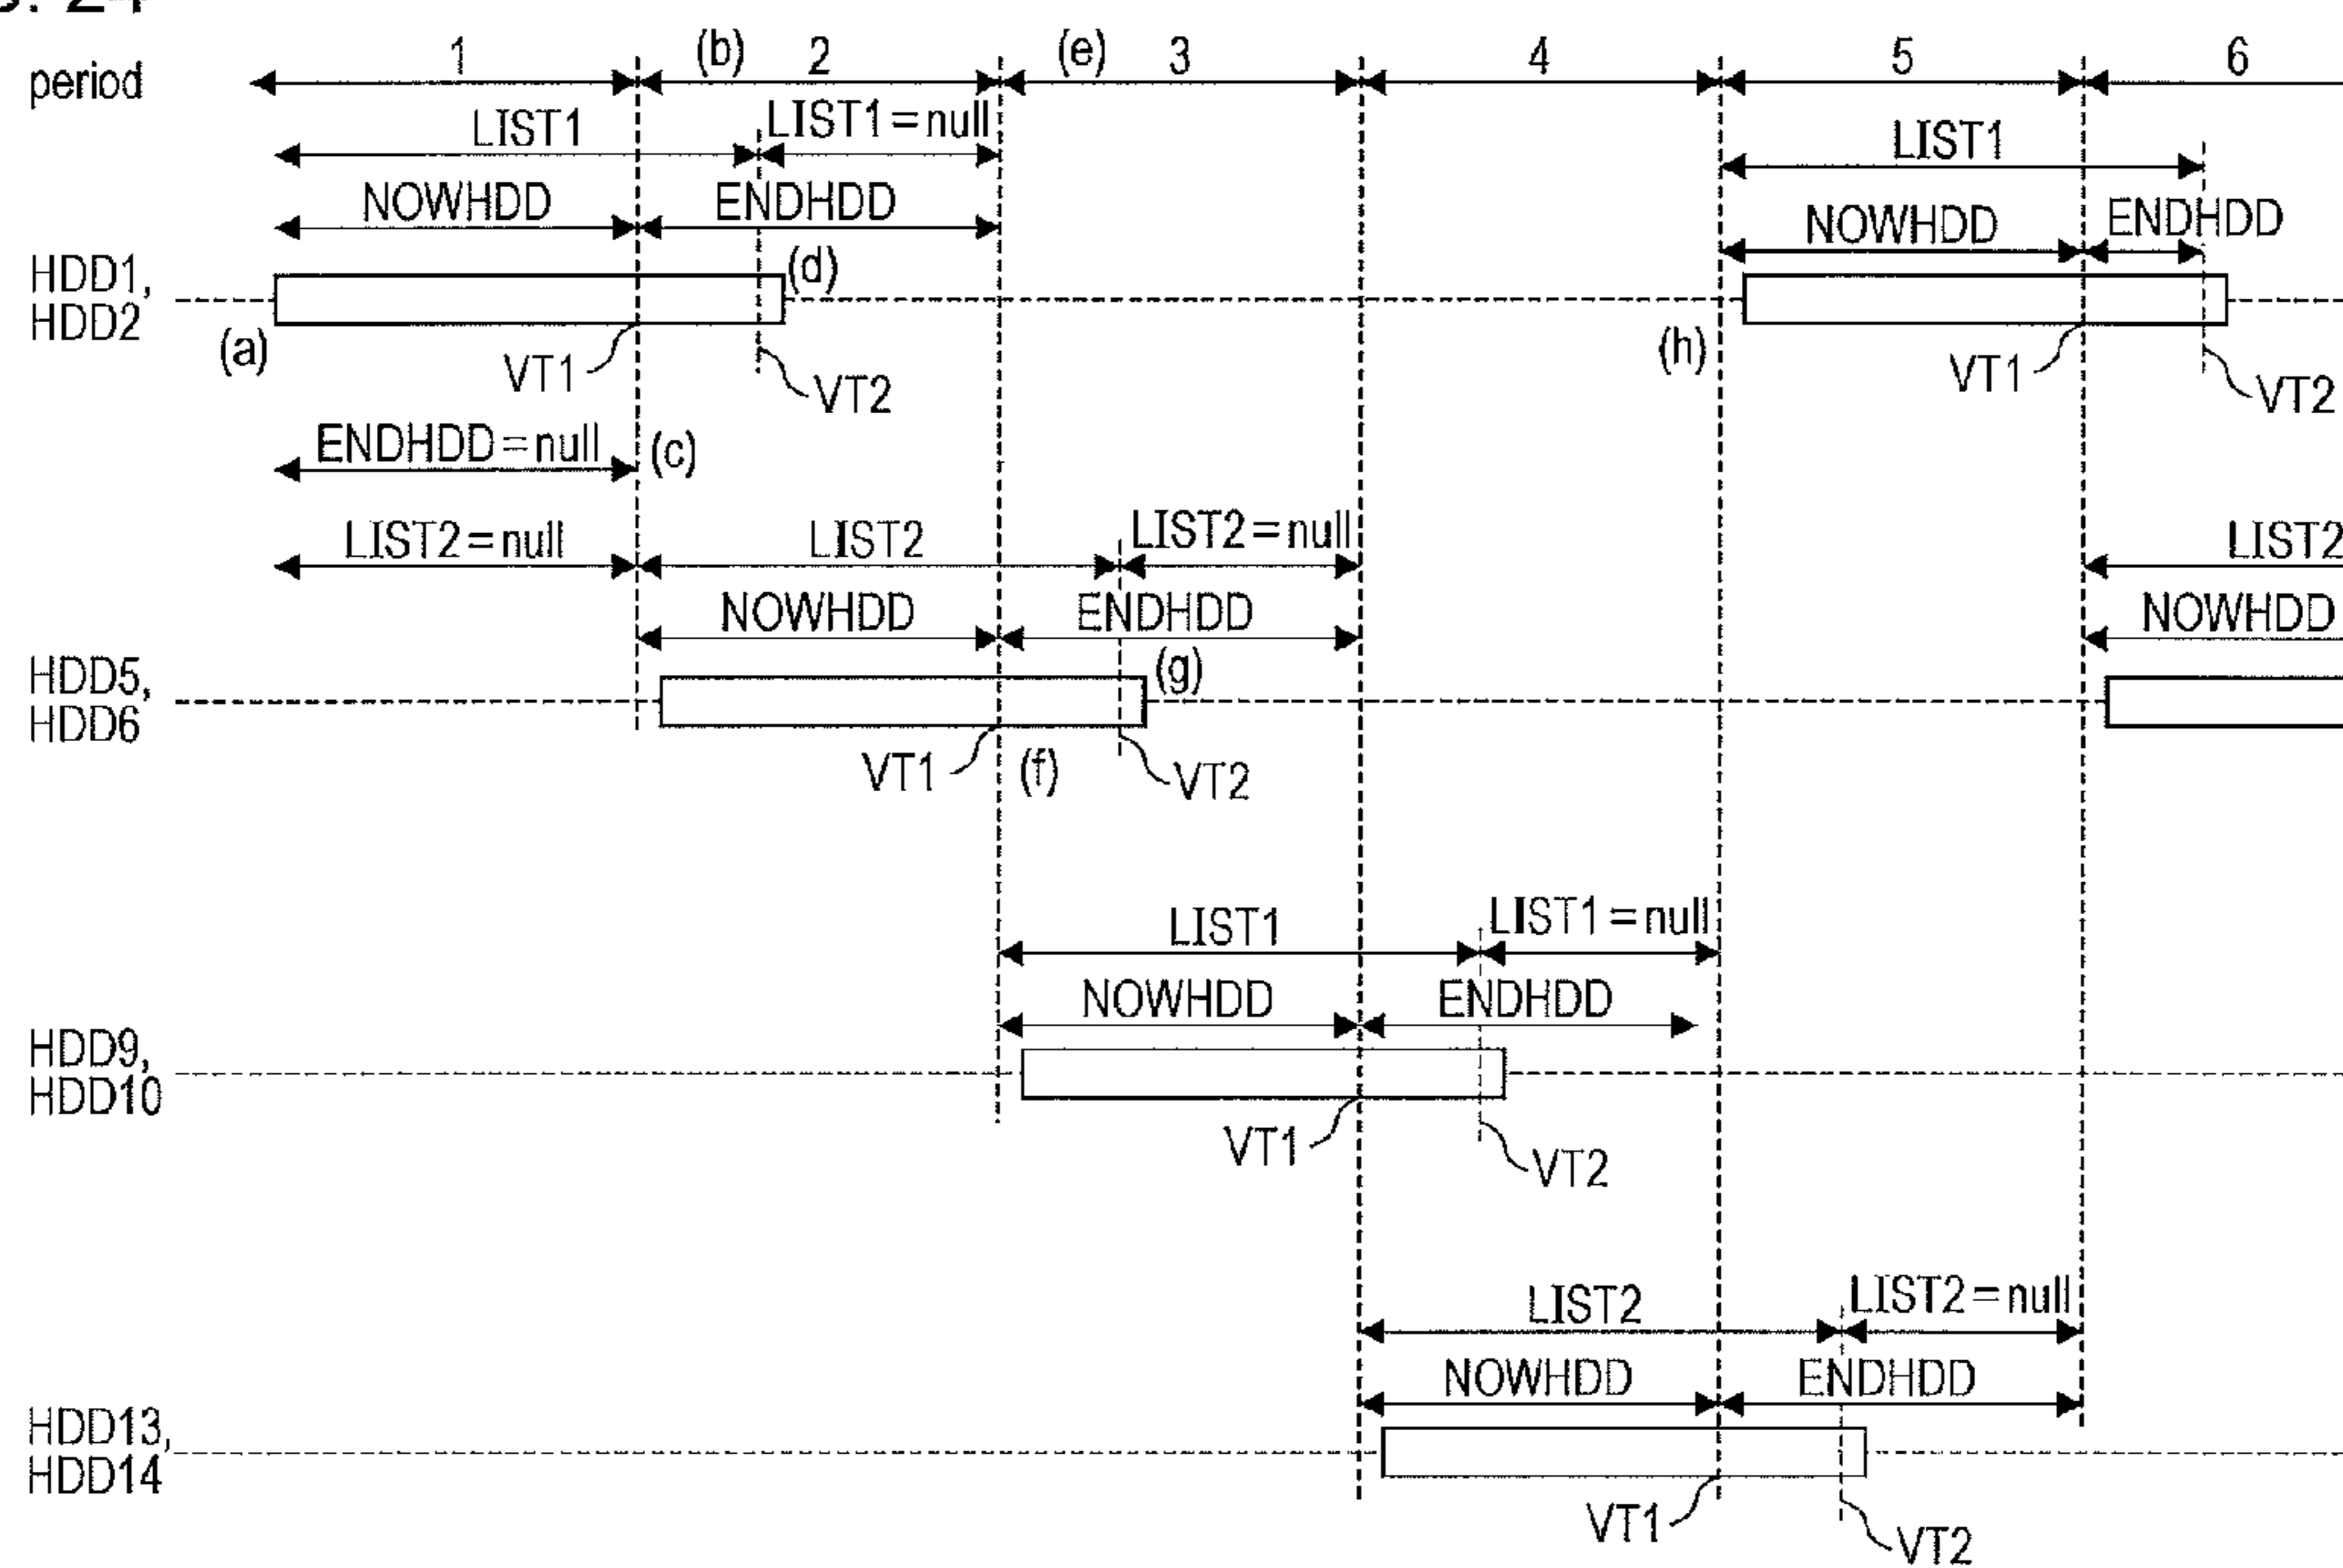 . 24
1 (b) 2 (e) 3 4 5 6
period
LIST1 LIST1=null LIST1
NOWHDD ENDHDD NOWHDD ENDHDD
HDD1, (d)
HDD2
(a) VT1 VT2 (h) VT1 VT2
ENDHDD=null (c)
LIST2=null LIST2 LIST2=null LIST2
NOWHDD ENDHDD NOWHDD
HDD5, (g)
HDD6
VT1 (f) VT2
LIST1 LIST1=null
NOWHDD ENDHDD
HDD9,
HDD10
VT1 VT2
LIST2 LIST2=null
NOWHDD ENDHDD
HDD13,
HDD14
VT1 VT2